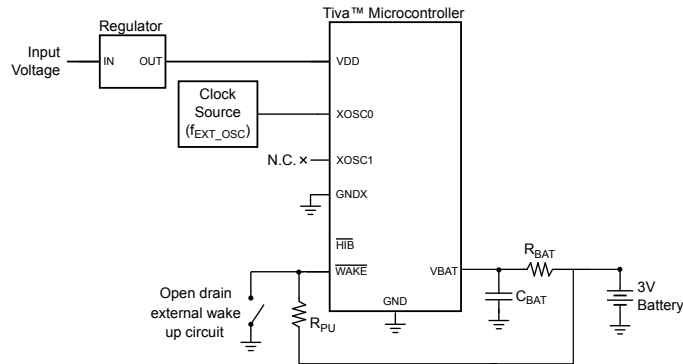 Tiva™ Microcontroller
Regulator
Input
Voltage
IN
OUT
VDD
Clock
Source
(fEXT_OSC)
XOSC0
N.C.
XOSC1
GNDX
HIB
WAKE
VBAT
RBAT
Open drain
external wake
up circuit
RPU
GND
CBAT
3V
Battery